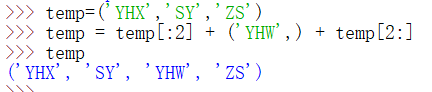 >>> temp=('YHX','SY','ZS')
>>> temp = temp[:2] + ('YHW',) + temp[2:]
>>> temp
('YHX', 'SY', 'YHW', 'ZS')
>>>